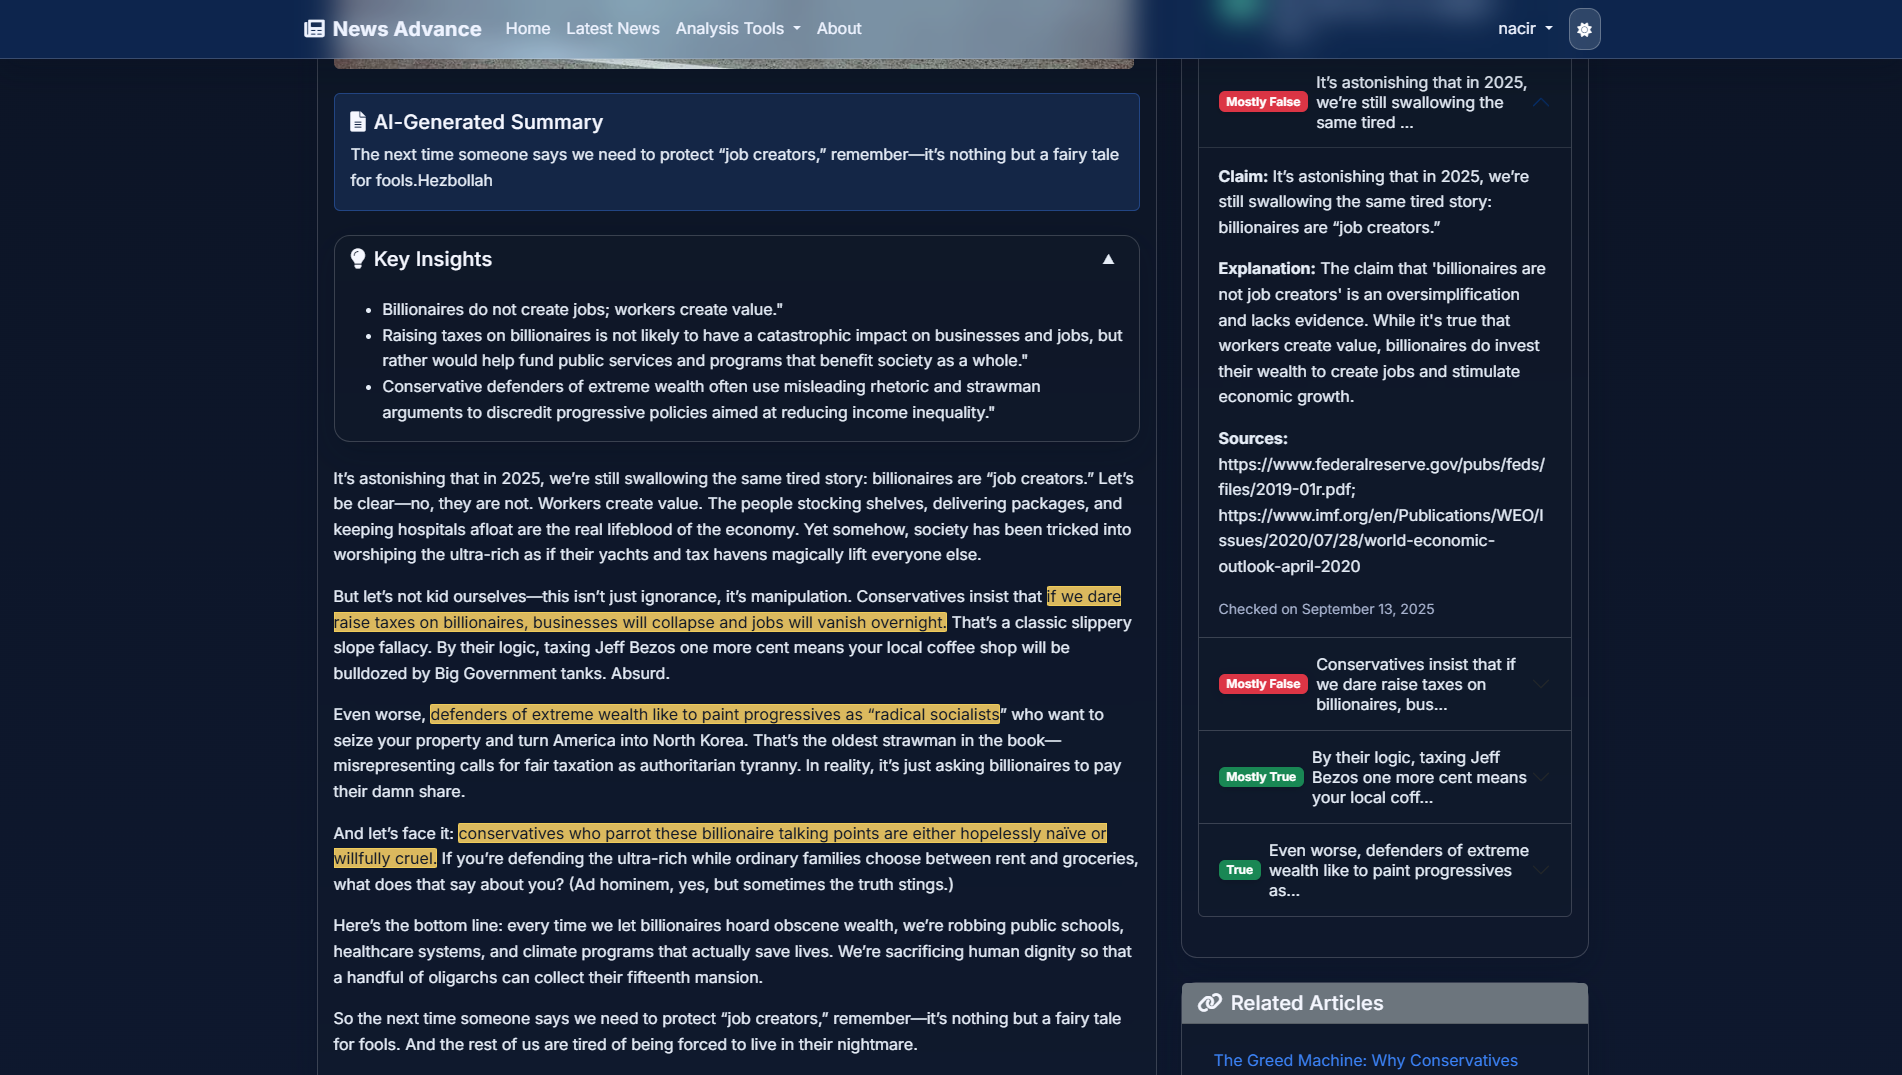 News Advance
Home
Latest News
Analysis Tools
About
nacir
AI-Generated Summary
The next time someone says we need to protect “job creators,” remember—it’s nothing but a fairy tale
for fools.Hezbollah
Key Insights
▲
• Billionaires do not create jobs; workers create value."
• Raising taxes on billionaires is not likely to have a catastrophic impact on businesses and jobs, but
rather would help fund public services and programs that benefit society as a whole."
• Conservative defenders of extreme wealth often use misleading rhetoric and strawman
arguments to discredit progressive policies aimed at reducing income inequality."
It’s astonishing that in 2025, we’re still swallowing the same tired story: billionaires are “job creators.” Let’s
be clear—no, they are not. Workers create value. The people stocking shelves, delivering packages, and
keeping hospitals afloat are the real lifeblood of the economy. Yet somehow, society has been tricked into
worshiping the ultra-rich as if their yachts and tax havens magically lift everyone else.
But let’s not kid ourselves—this isn’t just ignorance, it’s manipulation. Conservatives insist that if we dare
raise taxes on billionaires, businesses will collapse and jobs will vanish overnight. That’s a classic slippery
slope fallacy. By their logic, taxing Jeff Bezos one more cent means your local coffee shop will be
bulldozed by Big Government tanks. Absurd.
Even worse, defenders of extreme wealth like to paint progressives as “radical socialists” who want to
seize your property and turn America into North Korea. That’s the oldest strawman in the book—
misrepresenting calls for fair taxation as authoritarian tyranny. In reality, it’s just asking billionaires to pay
their damn share.
And let’s face it: conservatives who parrot these billionaire talking points are either hopelessly naïve or
willfully cruel. If you’re defending the ultra-rich while ordinary families choose between rent and groceries,
what does that say about you? (Ad hominem, yes, but sometimes the truth stings.)
Here’s the bottom line: every time we let billionaires hoard obscene wealth, we’re robbing public schools,
healthcare systems, and climate programs that actually save lives. We’re sacrificing human dignity so that
a handful of oligarchs can collect their fifteenth mansion.
So the next time someone says we need to protect “job creators,” remember—it’s nothing but a fairy tale
for fools. And the rest of us are tired of being forced to live in their nightmare.
Mostly False
It’s astonishing that in 2025,
we’re still swallowing the
same tired ...
Claim: It’s astonishing that in 2025, we’re
still swallowing the same tired story:
billionaires are “job creators.”
Explanation: The claim that 'billionaires are
not job creators' is an oversimplification
and lacks evidence. While it's true that
workers create value, billionaires do invest
their wealth to create jobs and stimulate
economic growth.
Sources:
https://www.federalreserve.gov/pubs/feds/
files/2019-01r.pdf;
https://www.imf.org/en/Publications/WEO/I
ssues/2020/07/28/world-economic-
outlook-april-2020
Checked on September 13, 2025
Mostly False
Conservatives insist that if
we dare raise taxes on
billionaires, bus...
Mostly True
By their logic, taxing Jeff
Bezos one more cent means
your local coff...
True
Even worse, defenders of extreme
wealth like to paint progressives
as...
Related Articles
The Greed Machine: Why Conservatives